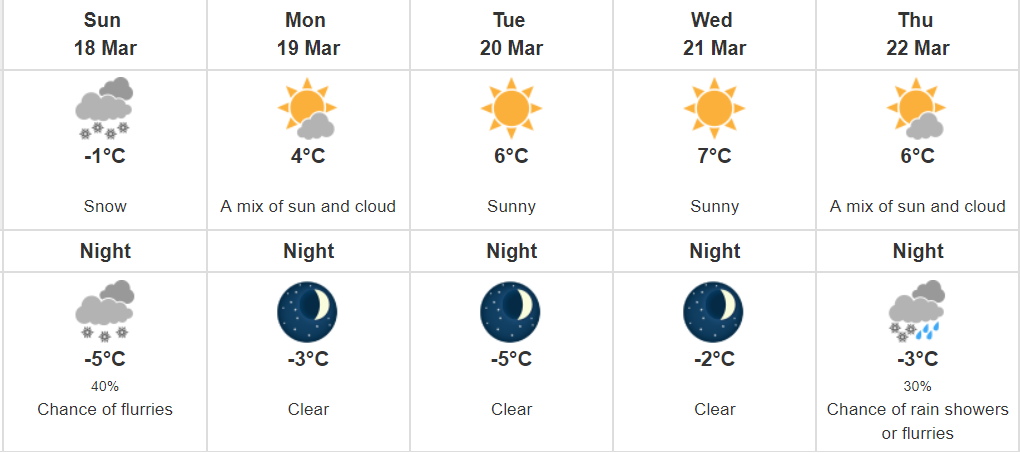 Sun Mon Tue Wed Thu
18 Mar 19 Mar 20 Mar 21 Mar 22 Mar
-1°C 4°C 6°C 7°C 6°C
Snow A mix of sun and cloud Sunny Sunny A mix of sun and cloud
Night Night Night Night Night
-5°C -3°C -5°C -2°C -3°C
40% 30%
Chance of flurries Clear Clear Clear Chance of rain showers
or flurries